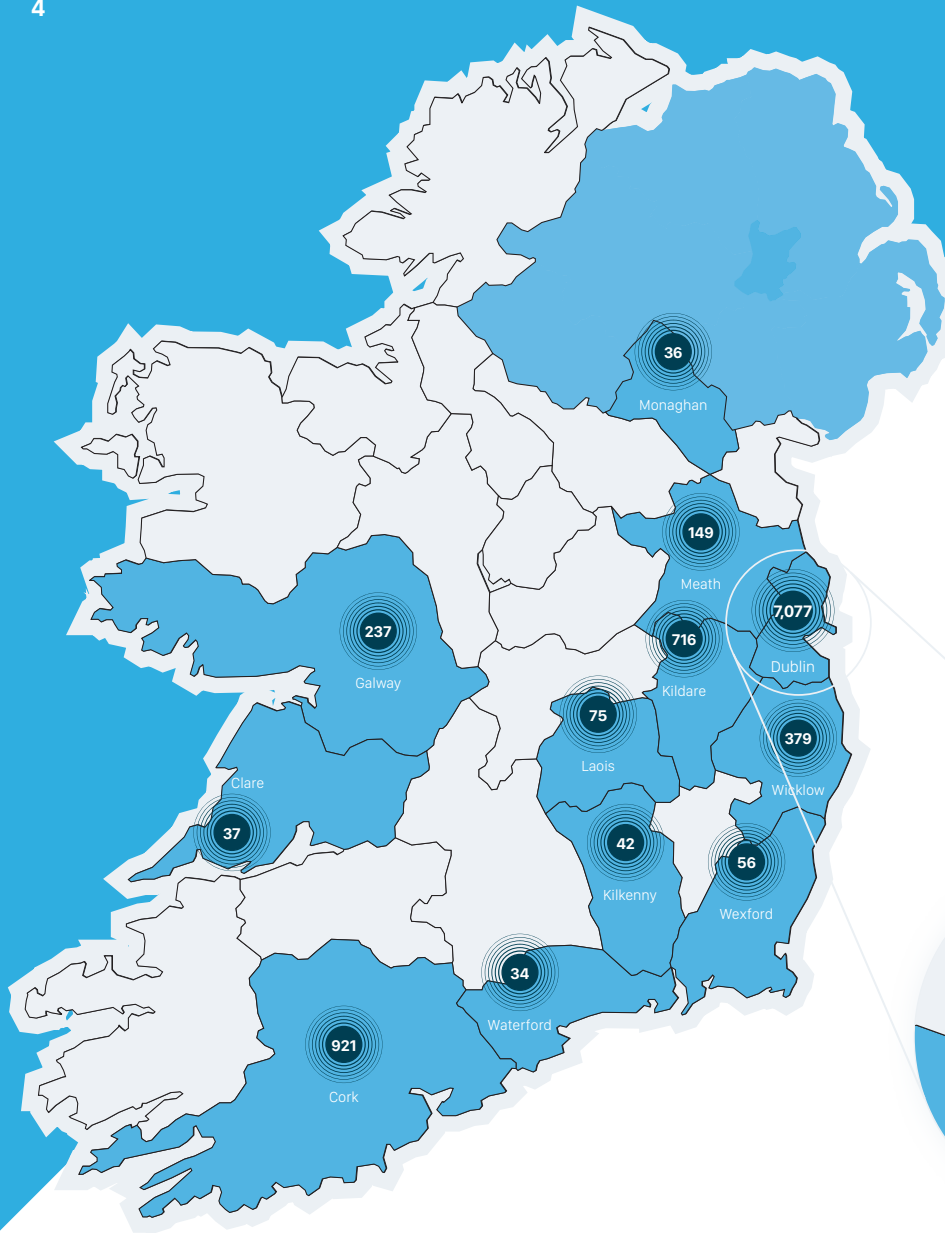 4
36
Monaghan
149
Meath
7,077
Dublin
237
Galway
716
Kildare
75
Laois
379
Wicklow
Clare
37
42
Kilkenny
56
Wexford
34
Waterford
921
Cork